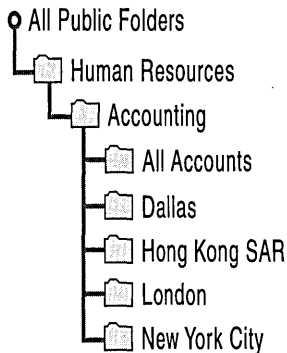 All Public Folders
Human Resources
Accounting
All Accounts
Dallas
Hong Kong SAR
London
New York City